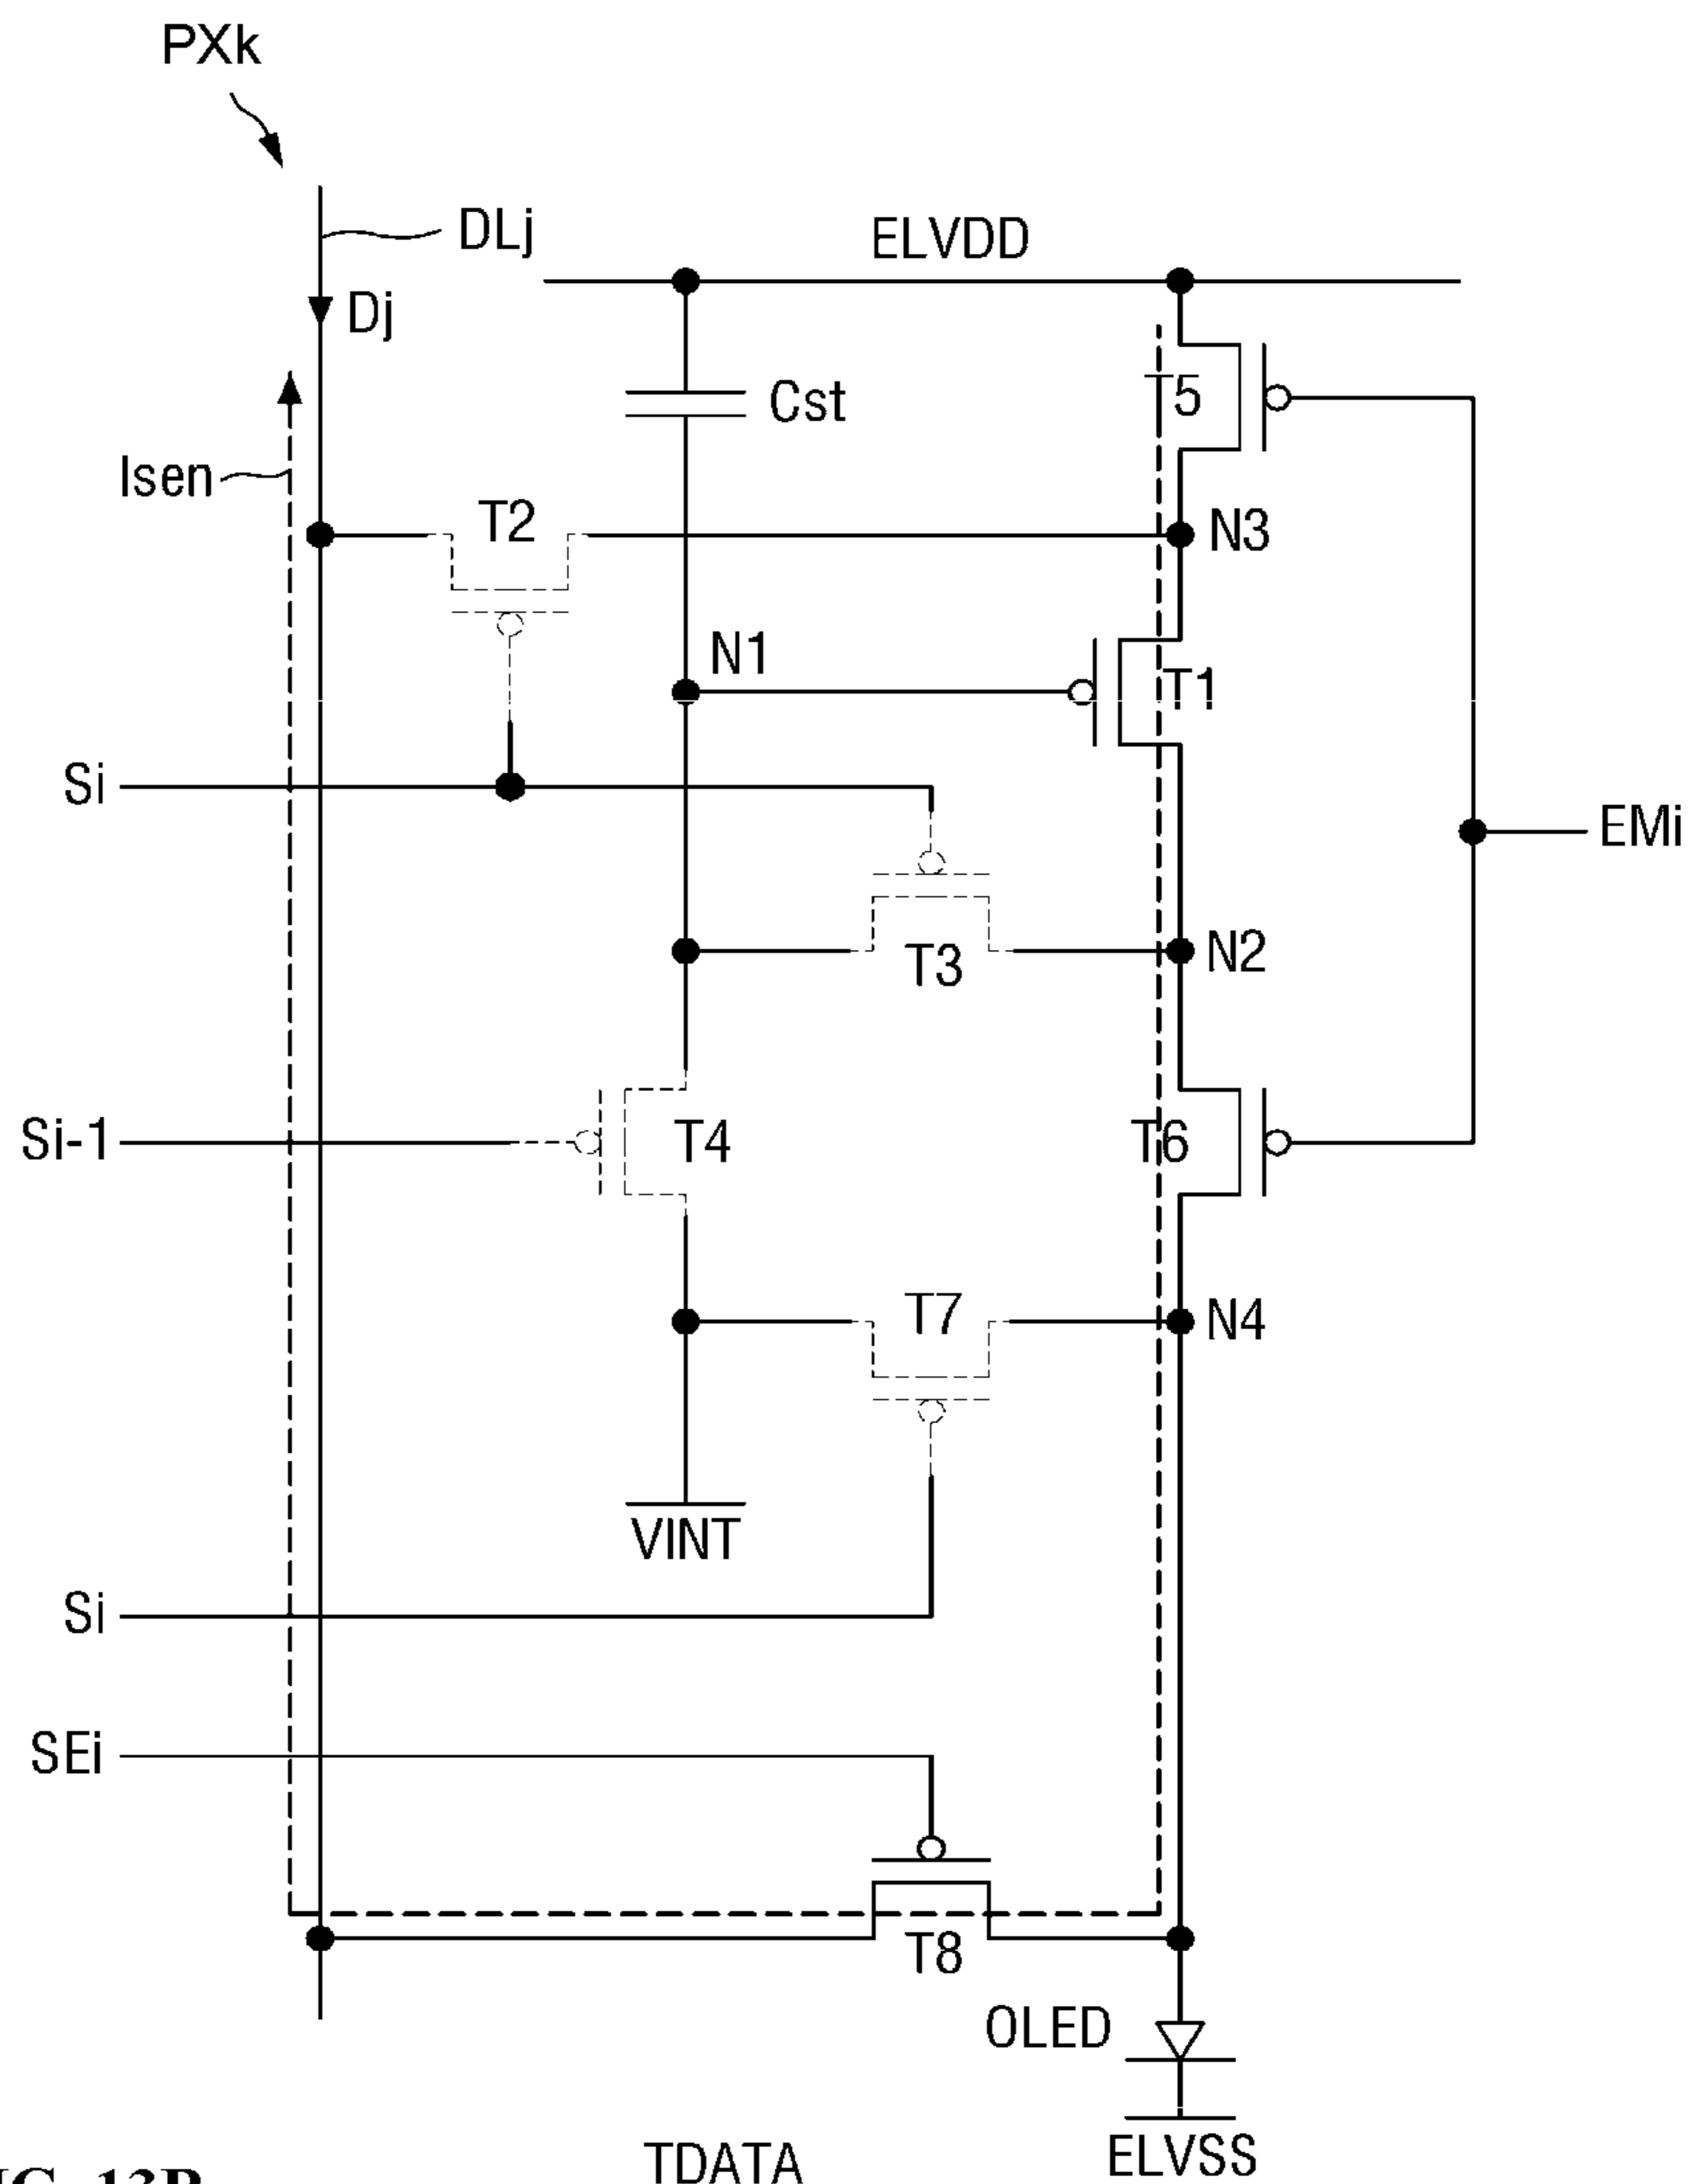 PXk
DLj
ELVDD
Dj
T5
Cst
Isen
T2
N3
N1
T1
Si
EMi
T3
N2
Si-1
T4
T6
T7
N4
VINT
Si
SEi
T8
OLED
TDATA
ELVSS
13B